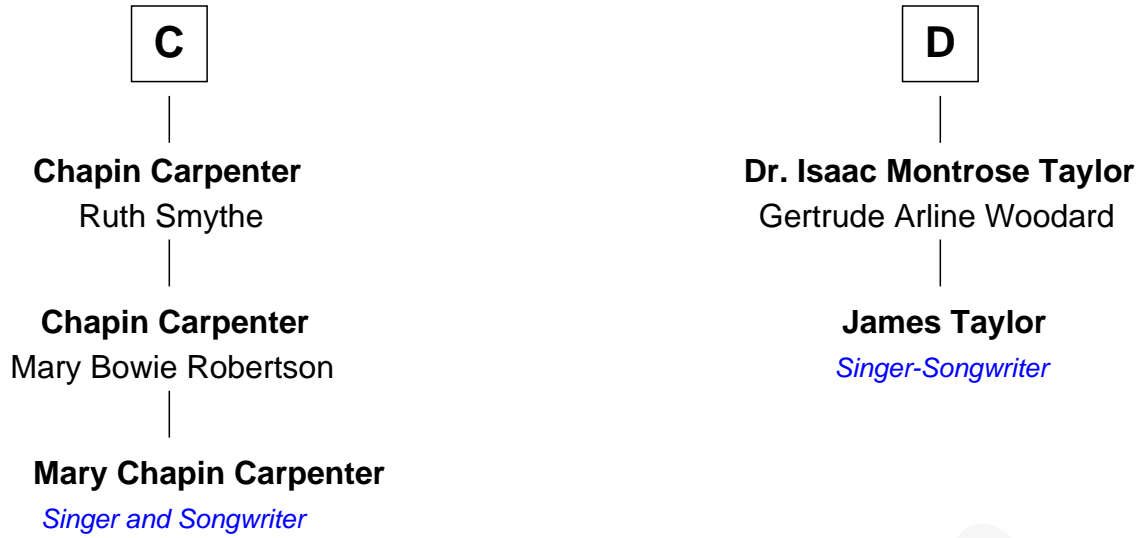 C
Chapin Carpenter
Ruth Smythe
Chapin Carpenter
Mary Bowie Robertson
Mary Chapin Carpenter
Singer and Songwriter
D
Dr. Isaac Montrose Taylor
Gertrude Arline Woodard
James Taylor
Singer-Songwriter